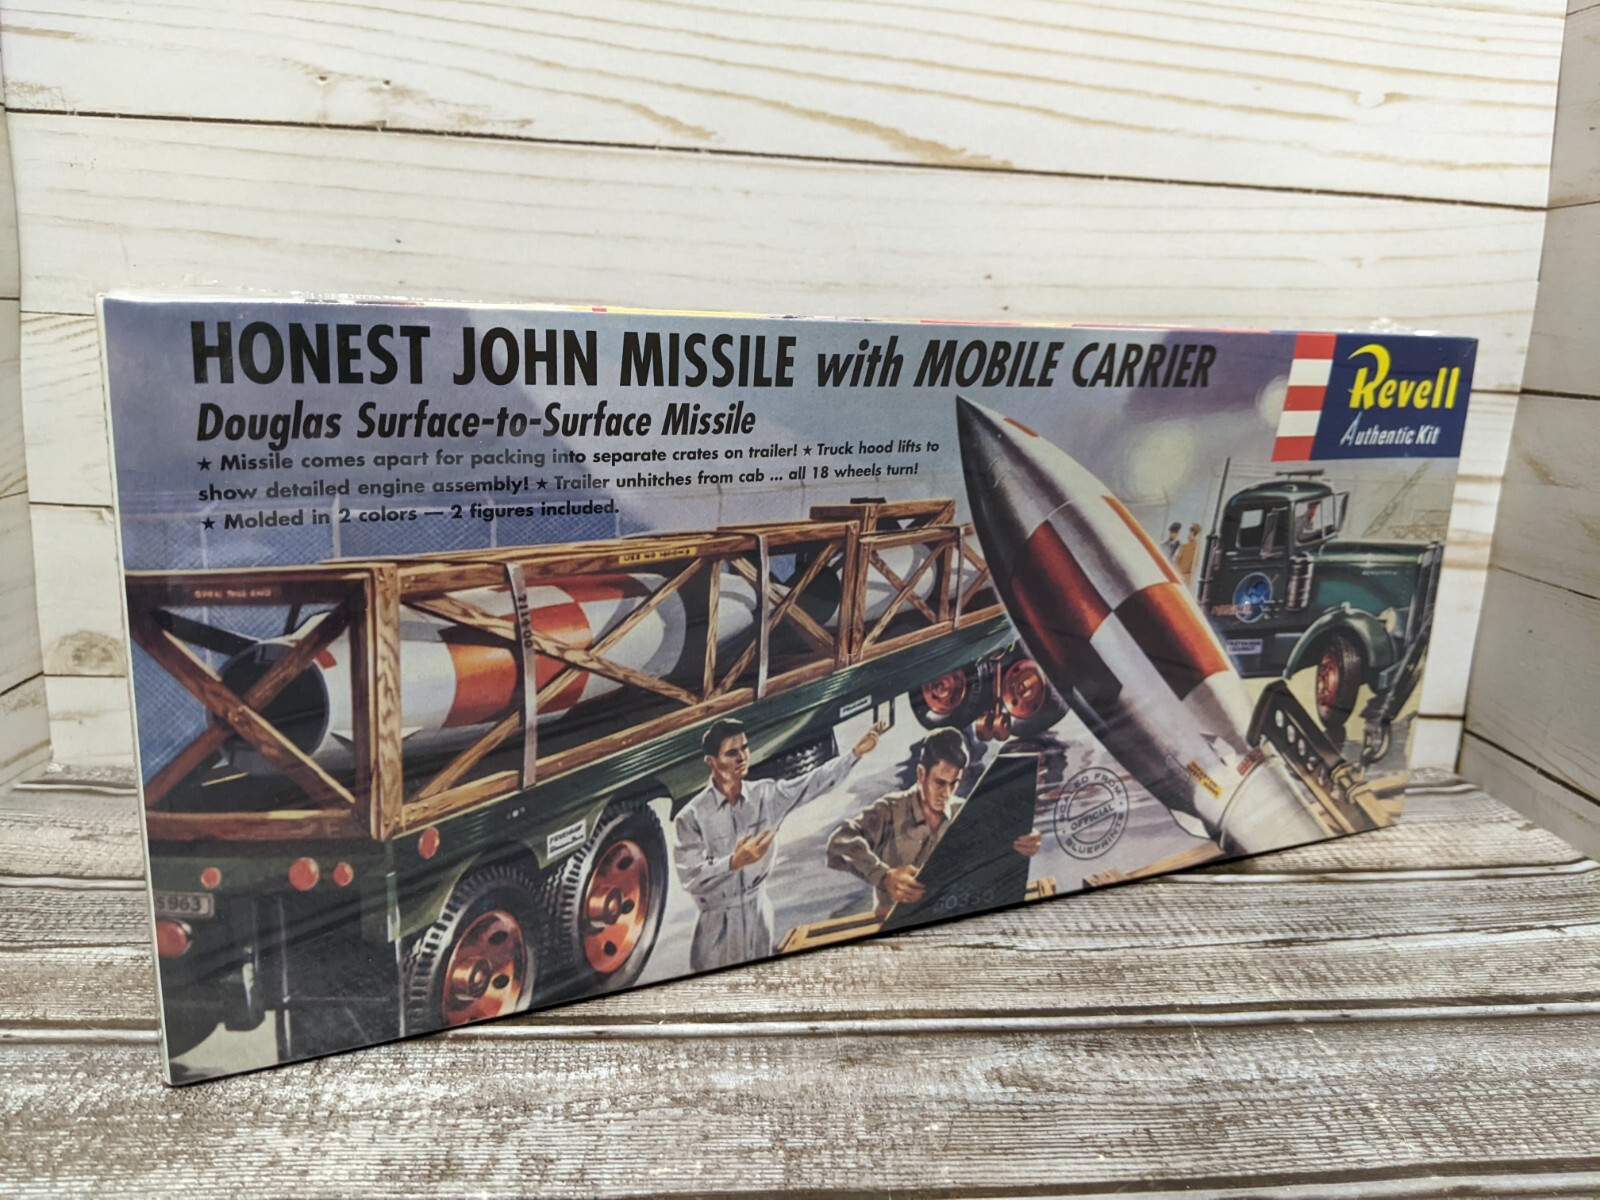 HONEST JOHN MISSILE with MOBILE CARRIER
Revell
Authentic Kit
Douglas Surface-to-Surface Missile
★ Missile comes apart for packing into separate crates on trailer! ★ Truck hood lifts to
show detailed engine assembly! ★ Trailer unhitches from cab ... all 18 wheels turn!
★ Molded in 2 colors — 2 figures included.
SCALED FROM
OFFICIAL
BLUEPRINTS